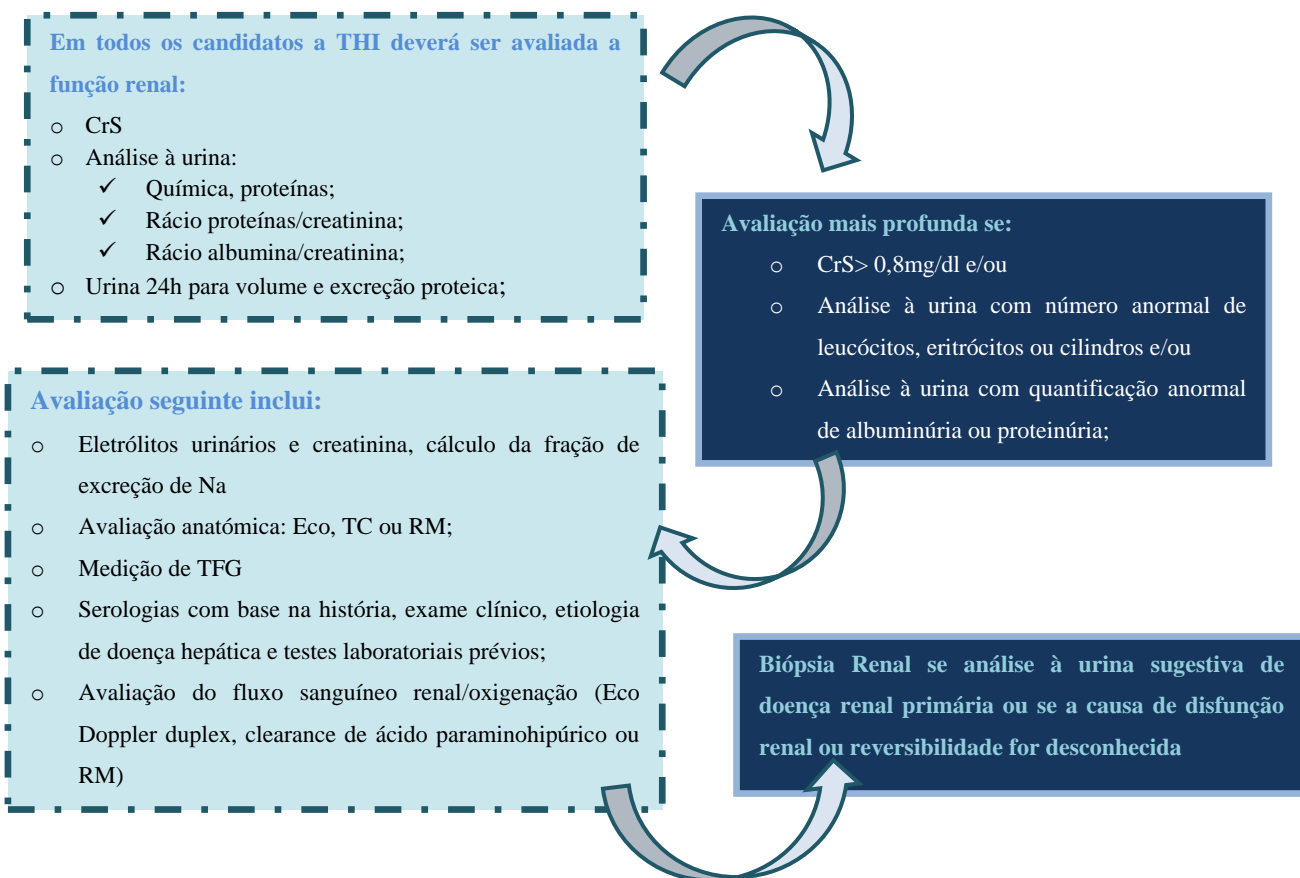 Em todos os candidatos a THI deverá ser avaliada a
função renal:
o CrS
o Análise à urina:
✓ Química, proteínas;
✓ Rácio proteínas/creatinina;
✓ Rácio albumina/creatinina;
o Urina 24h para volume e excreção proteica;
Avaliação mais profunda se:
o CrS> 0,8mg/dl e/ou
o Análise à urina com número anormal de
leucócitos, eritrócitos ou cilindros e/ou
o Análise à urina com quantificação anormal
de albuminúria ou proteinúria;
Avaliação seguinte inclui:
o Eletrólitos urinários e creatinina, cálculo da fração de
excreção de Na
o Avaliação anatómica: Eco, TC ou RM;
o Medição de TFG
o Serologias com base na história, exame clínico, etiologia
de doença hepática e testes laboratoriais prévios;
o Avaliação do fluxo sanguíneo renal/oxigenação (Eco
Doppler duplex, clearance de ácido paraminohipúrico ou
RM)
Biópsia Renal se análise à urina sugestiva de
doença renal primária ou se a causa de disfunção
renal ou reversibilidade for desconhecida